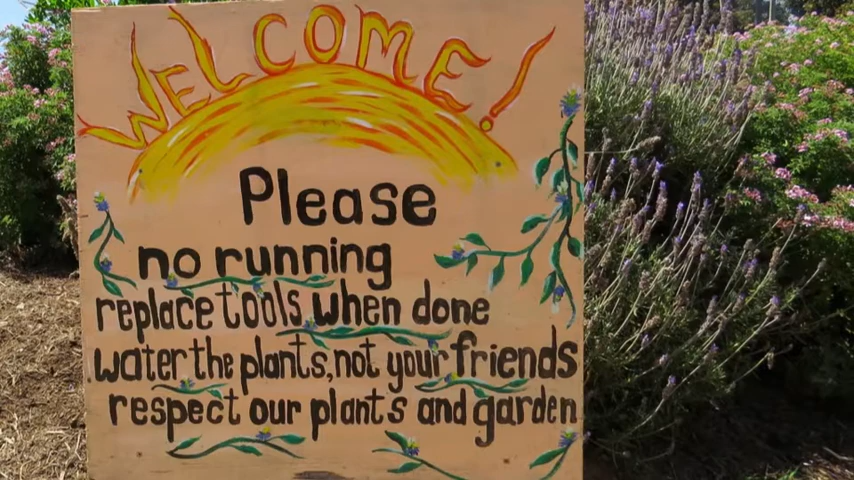 WELCOME!
Please
no running
replace tools when done
water the plants, not your friends
respect our plants and garden